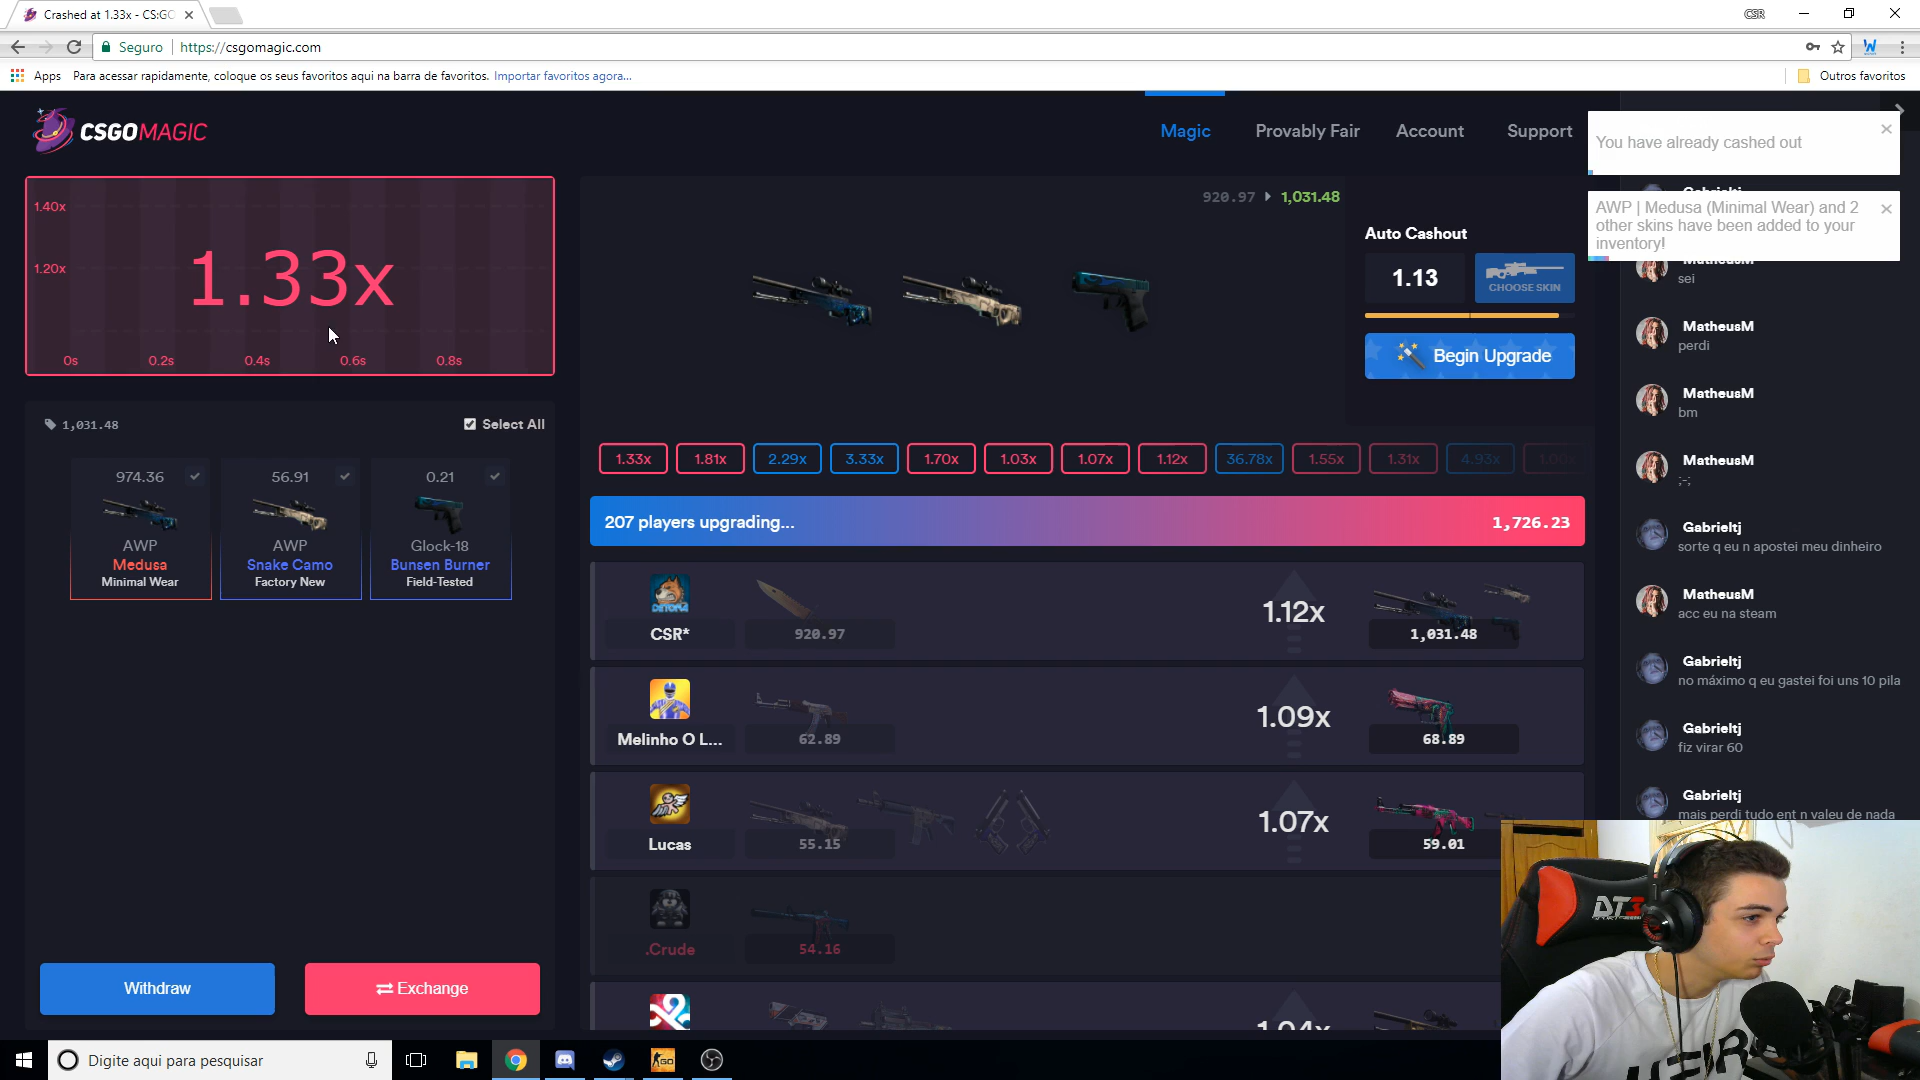 Crashed at 1.33x - CS:GC
CSR
Seguro
https://csgomagic.com
Apps
Para acessar rapidamente, coloque os seus favoritos aqui na barra de favoritos.
Importar favoritos agora...
Outros favoritos
CSGOMAGIC
Magic
Provably Fair
Account
Support
You have already cashed out
AWP | Medusa (Minimal Wear) and 2
other skins have been added to your
inventory!
1.40x
1.20x
1.33x
0s
0.2s
0.4s
0.6s
0.8s
920.97
1,031.48
Auto Cashout
1.13
CHOOSE SKIN
Begin Upgrade
1,031.48
Select All
974.36
AWP
Medusa
Minimal Wear
56.91
AWP
Snake Camo
Factory New
0.21
Glock-18
Bunsen Burner
Field-Tested
Withdraw
Exchange
1.33x
1.81x
2.29x
3.33x
1.70x
1.03x
1.07x
1.12x
36.78x
1.55x
1.31x
4.93x
207 players upgrading...
1,726.23
CSR*
920.97
1.12x
1,031.48
Melinho O L...
62.89
1.09x
68.89
Lucas
55.15
1.07x
59.01
.Crude
54.16
1.04x
Gabrieltj
MatheusM
sei
MatheusM
perdi
MatheusM
bm
MatheusM
;-;
Gabrieltj
sorte q eu n apostei meu dinheiro
MatheusM
acc eu na steam
Gabrieltj
no máximo q eu gastei foi uns 10 pila
Gabrieltj
fiz virar 60
Gabrieltj
mais perdi tudo ent n valeu de nada
DT3
Digite aqui para pesquisar
GO